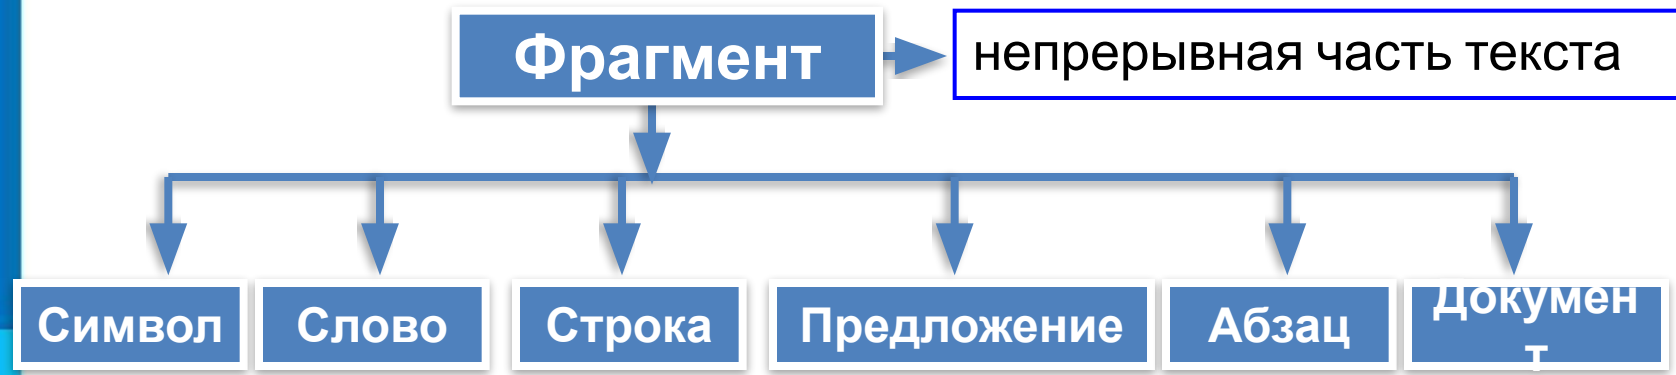 Фрагмент
непрерывная часть текста
Символ
Слово
Строка
Предложение
Абзац
Докумен
т